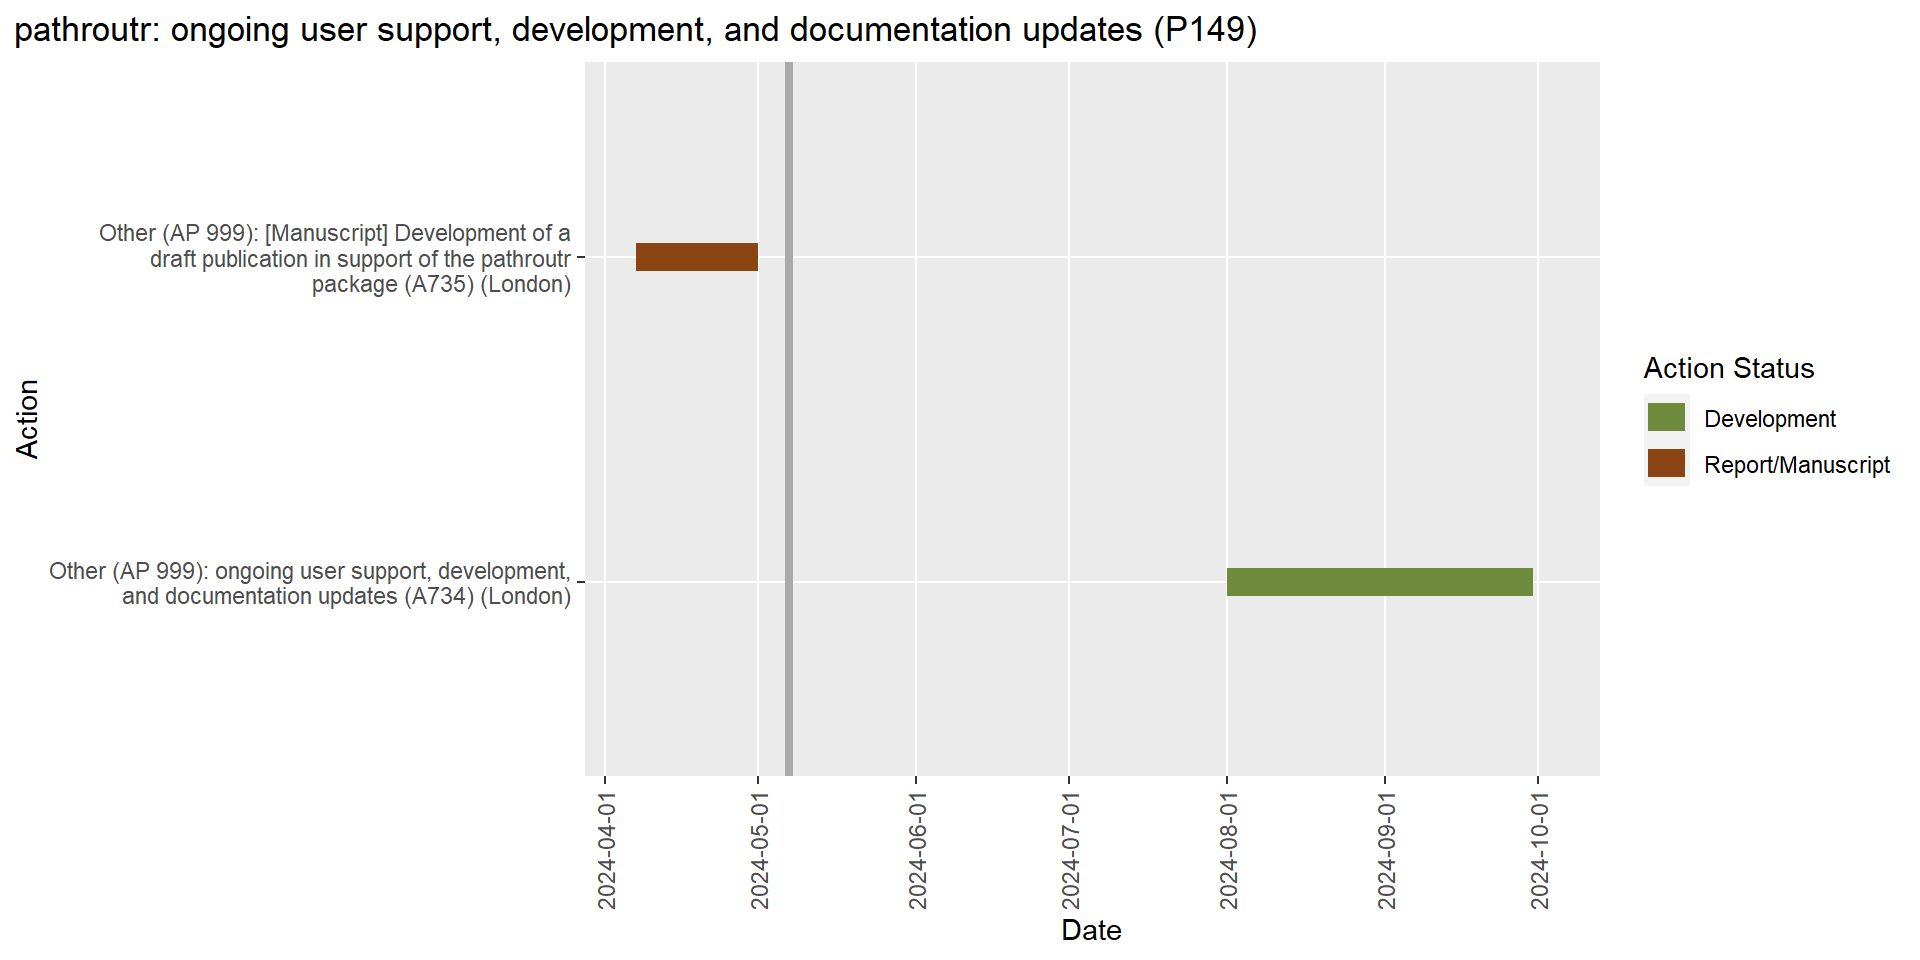 pathroutr: ongoing user support, development, and documentation updates (P149)
Other (AP 999): [Manuscript] Development of a
draft publication in support of the pathroutr
package (A735) (London)
Other (AP 999): ongoing user support, development,
and documentation updates (A734) (London)
Action
2024-04-01
2024-05-01
2024-06-01
2024-07-01
2024-08-01
2024-09-01
2024-10-01
Date
Action Status
Development
Report/Manuscript